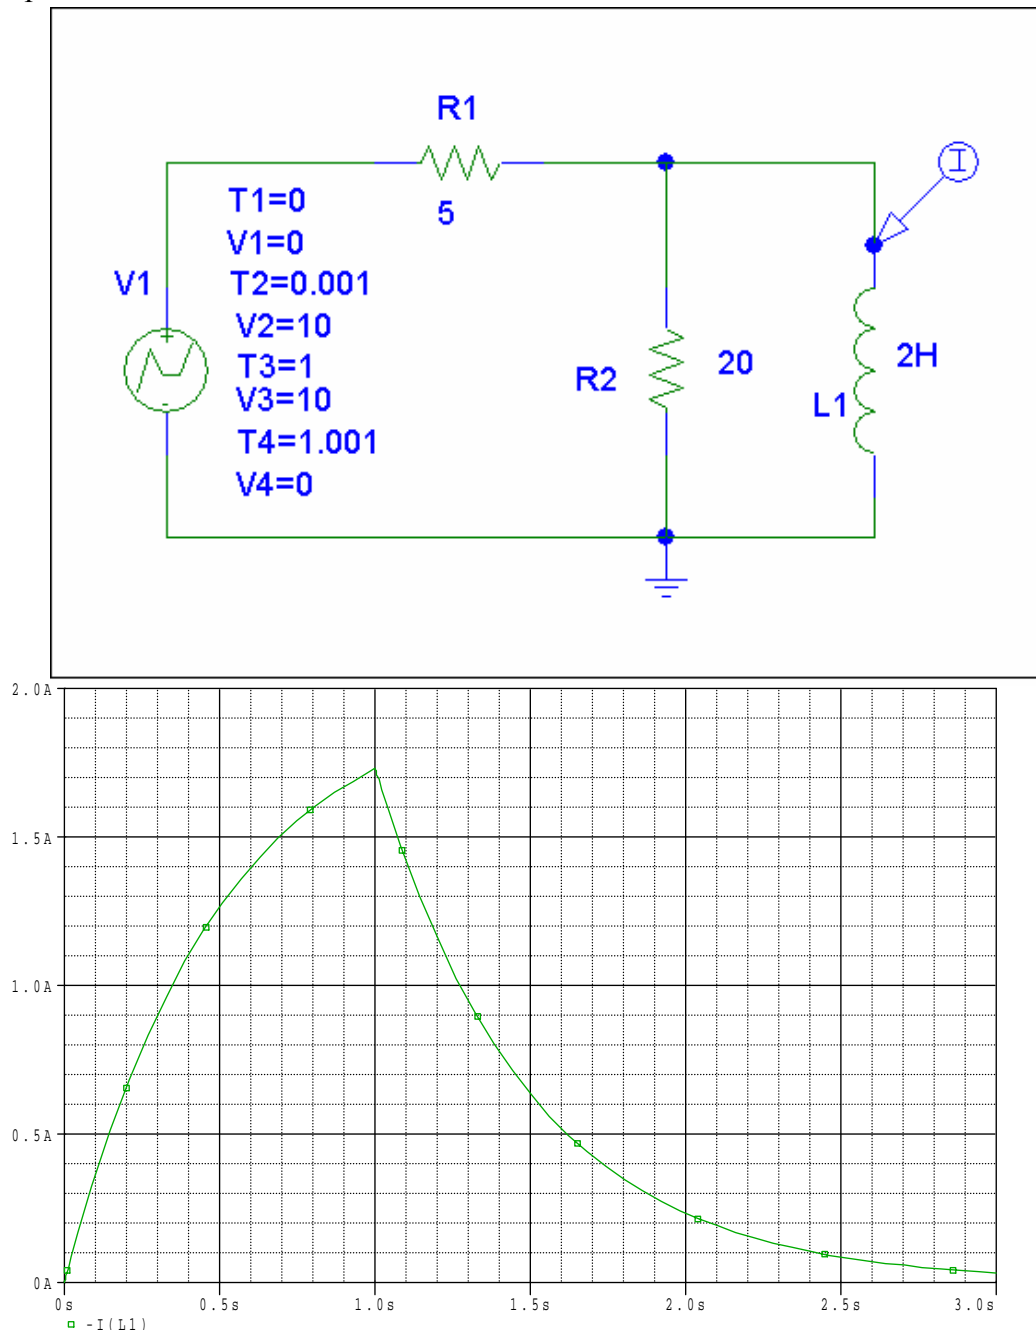 R1
5
T1=0
V1=0
V1
T2=0.001
V2=10
T3=1
V3=10
T4=1.001
V4=0
R2
20
2H
L1
I
2.0A
1.5A
1.0A
0.5A
0A
0s 0.5s 1.0s 1.5s 2.0s 2.5s 3.0s
-I(L1)